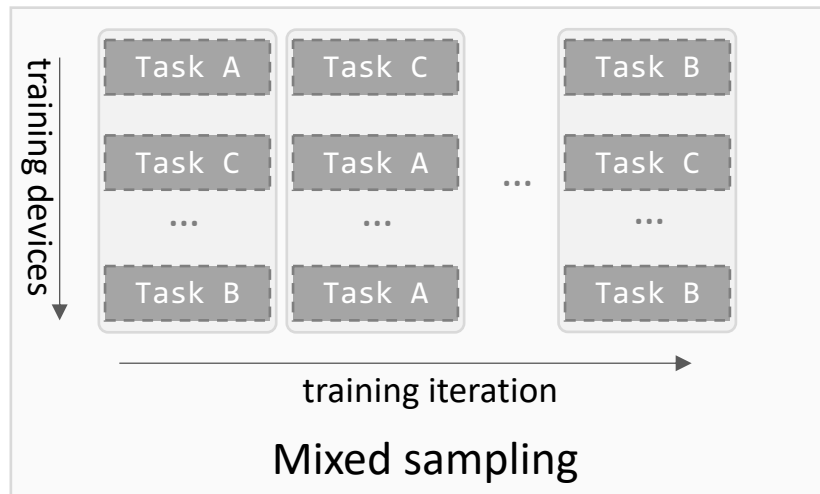 training devices
Task A
Task C
...
Task B
Task C
Task A
...
Task A
...
Task B
Task C
...
Task B
training iteration
Mixed sampling